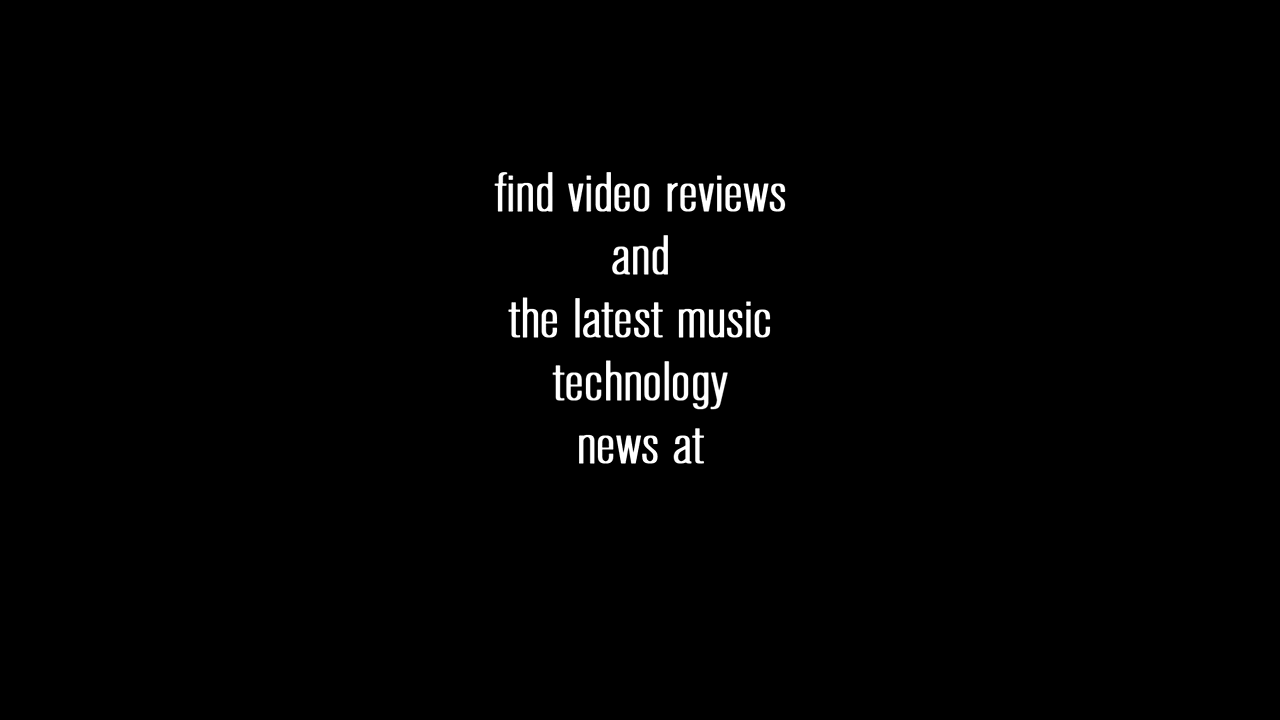 find video reviews
and
the latest music
technology
news at